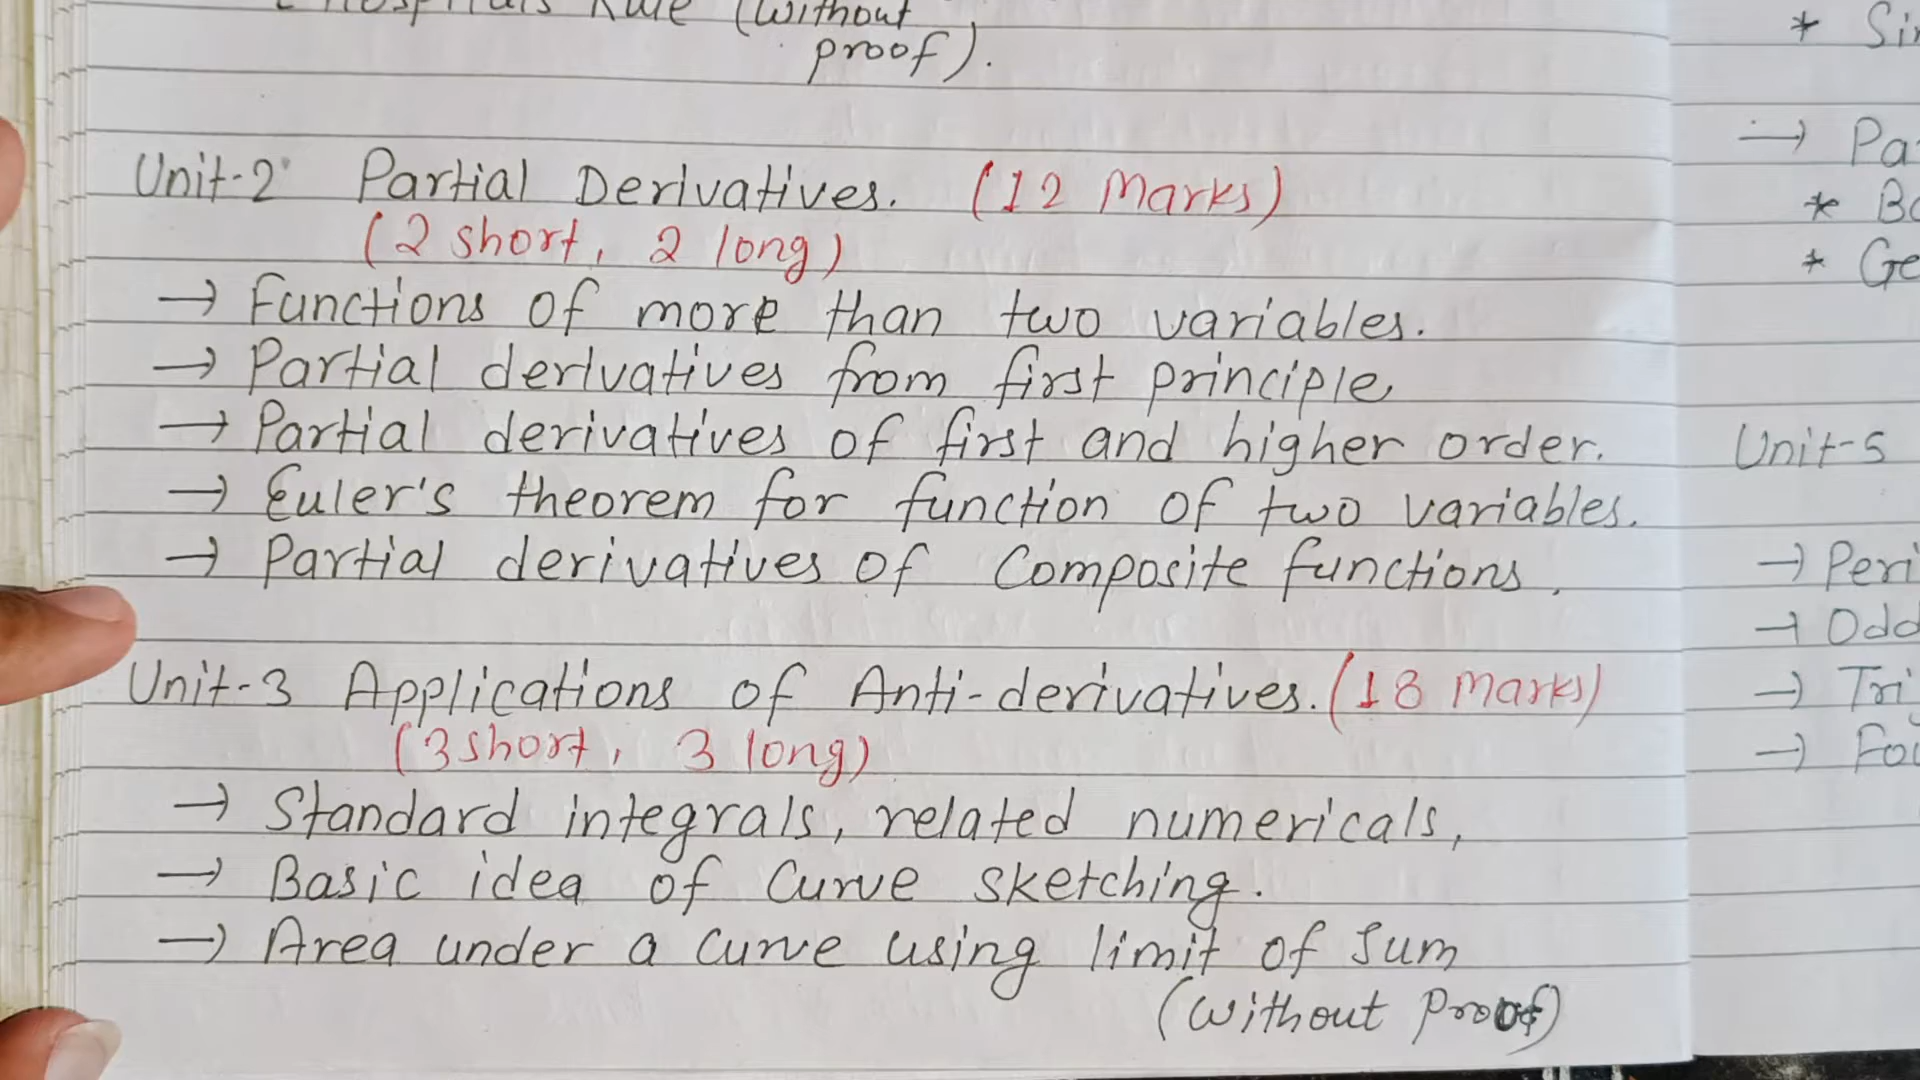 Rule (without
proof).
Unit-2 Partial Derivatives. (12 Marks)
(2 short, 2 long)
→ Functions of more than two variables.
→ Partial derivatives from first principle
→ Partial derivatives of first and higher order.
→ Euler's theorem for function of two variables.
→ Partial derivatives of Composite functions.
Unit-3 Applications of Anti-derivatives. (18 Marks)
(3 short, 3 long)
→ Standard integrals, related numericals,
→ Basic idea of Curve sketching.
→ Area under a curve using limit of Sum
(without Proof)
*
→
*
*
Unit-5
→
→
→
→